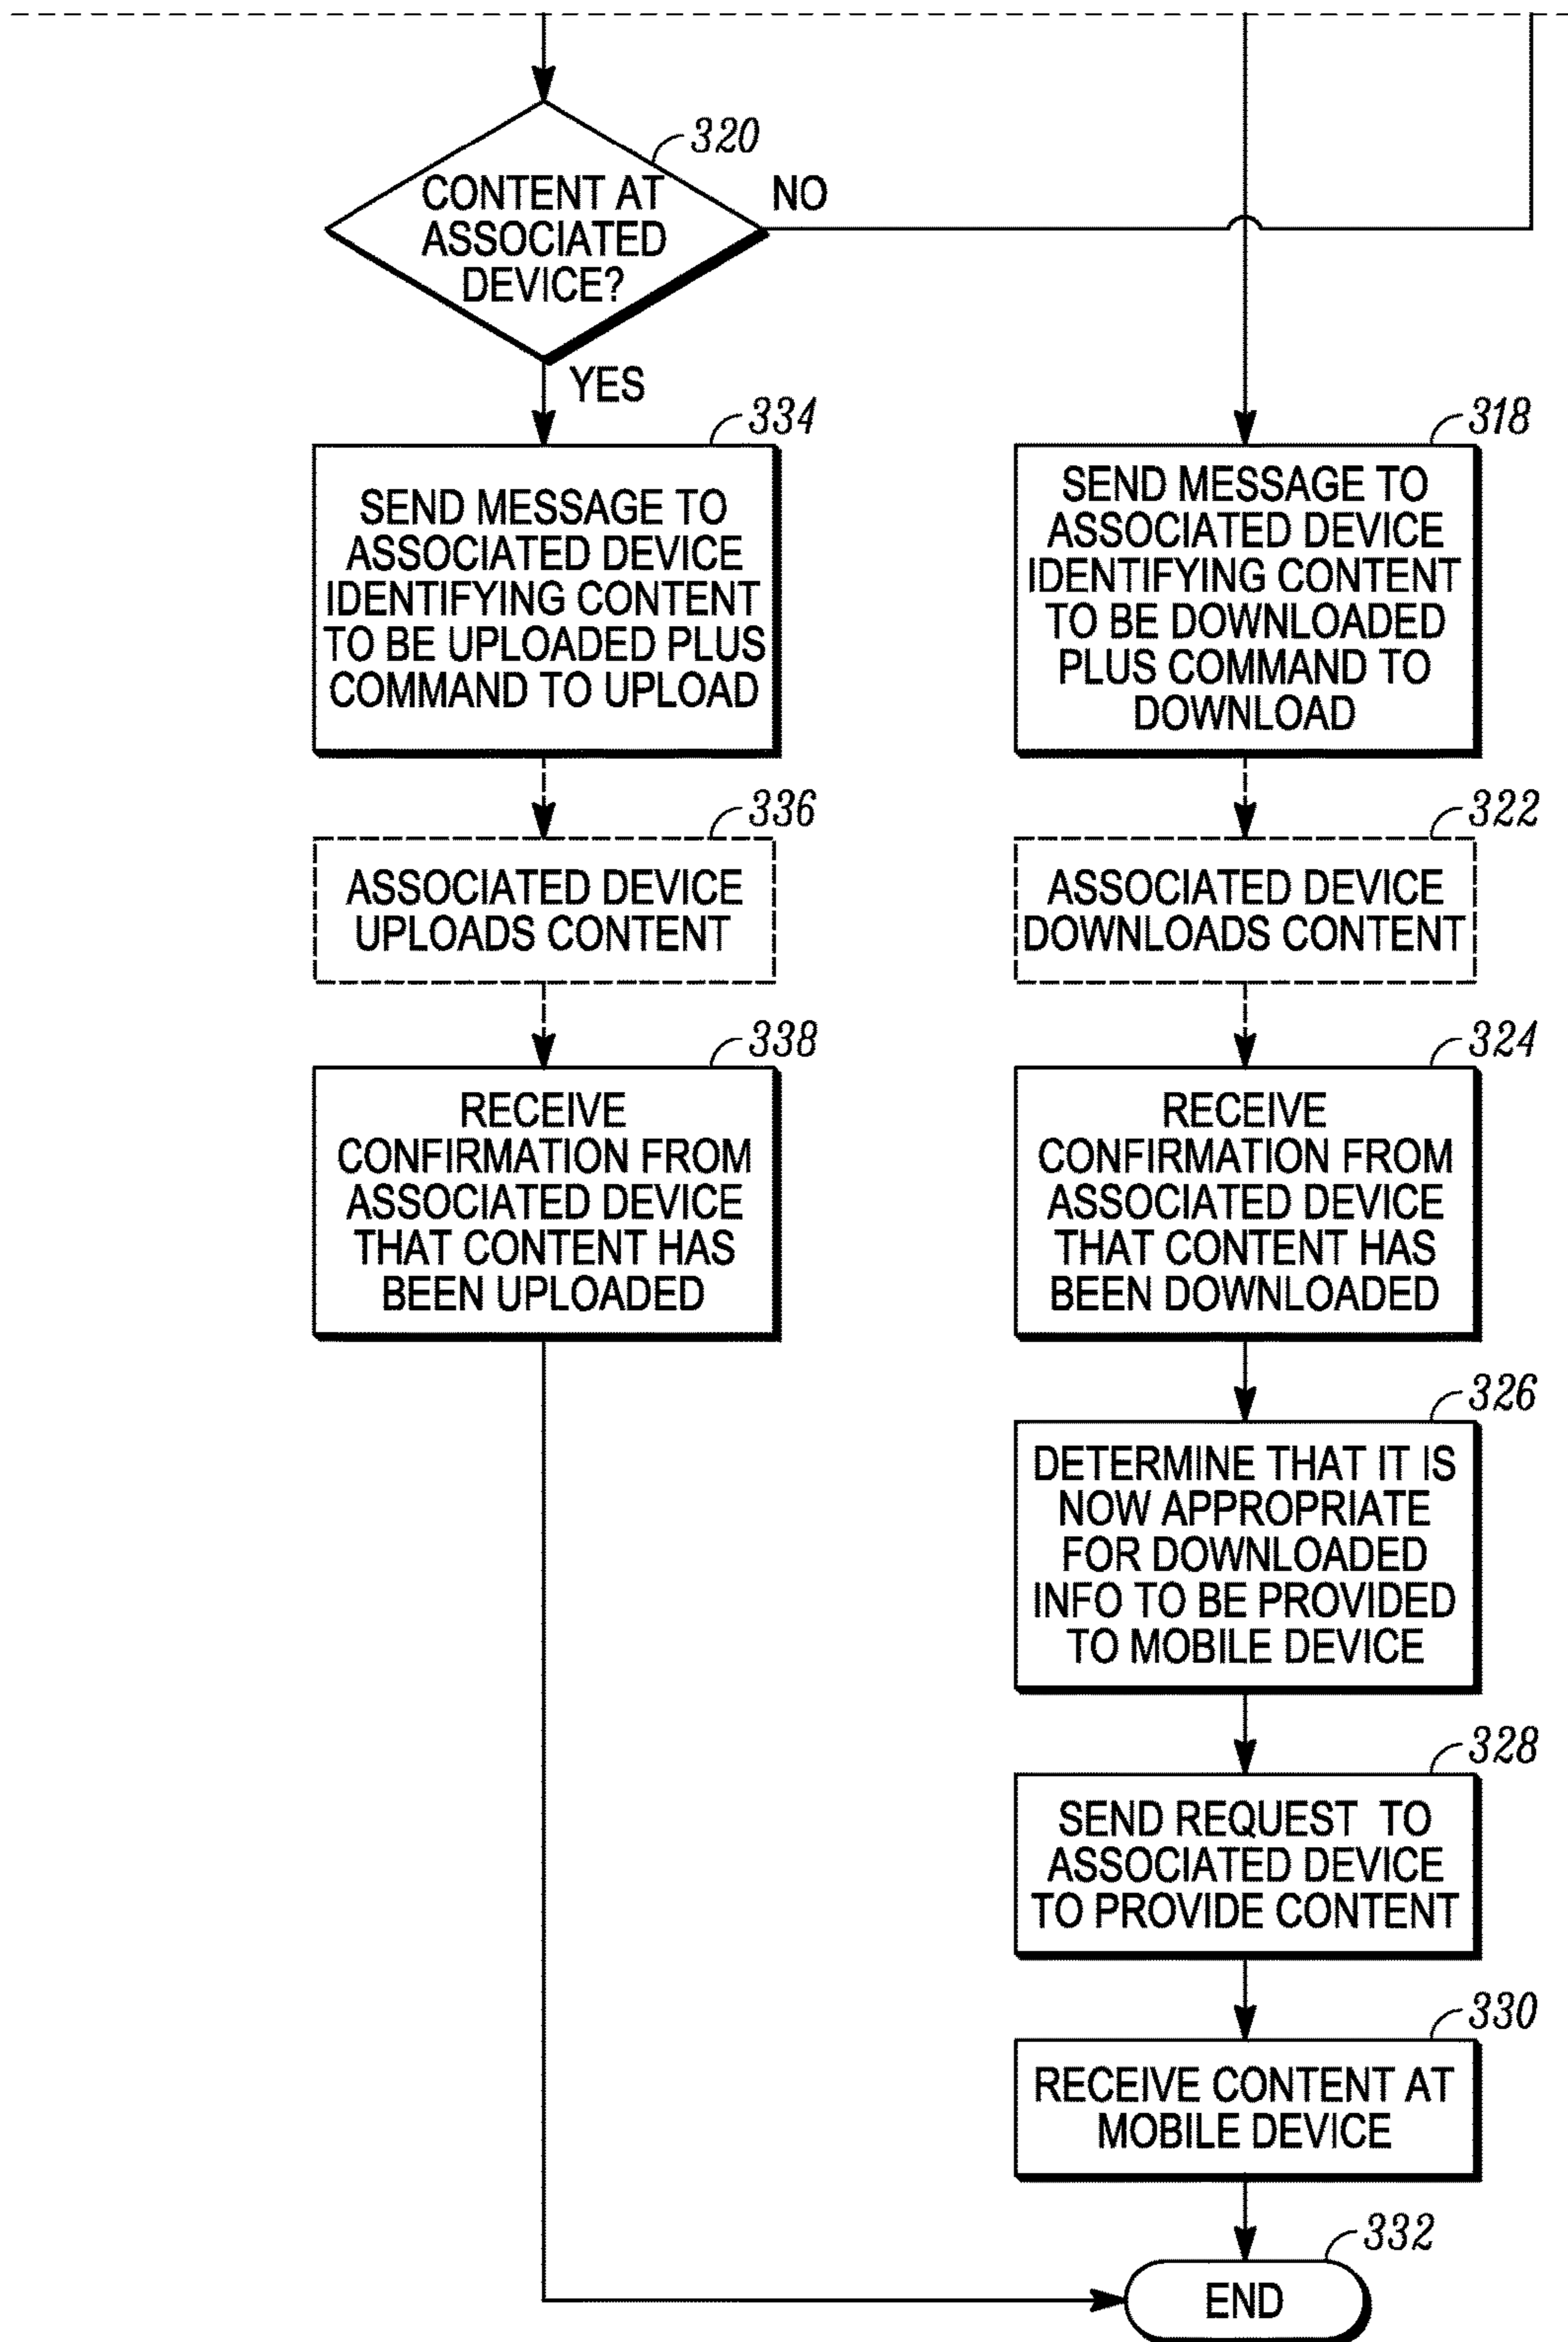 320
CONTENT AT
ASSOCIATED
DEVICE?
NO
YES
334
SEND MESSAGE TO
ASSOCIATED DEVICE
IDENTIFYING CONTENT
TO BE UPLOADED PLUS
COMMAND TO UPLOAD
336
ASSOCIATED DEVICE
UPLOADS CONTENT
338
RECEIVE
CONFIRMATION FROM
ASSOCIATED DEVICE
THAT CONTENT HAS
BEEN UPLOADED
318
SEND MESSAGE TO
ASSOCIATED DEVICE
IDENTIFYING CONTENT
TO BE DOWNLOADED
PLUS COMMAND TO
DOWNLOAD
322
ASSOCIATED DEVICE
DOWNLOADS CONTENT
324
RECEIVE
CONFIRMATION FROM
ASSOCIATED DEVICE
THAT CONTENT HAS
BEEN DOWNLOADED
326
DETERMINE THAT IT IS
NOW APPROPRIATE
FOR DOWNLOADED
INFO TO BE PROVIDED
TO MOBILE DEVICE
328
SEND REQUEST TO
ASSOCIATED DEVICE
TO PROVIDE CONTENT
330
RECEIVE CONTENT AT
MOBILE DEVICE
332
END